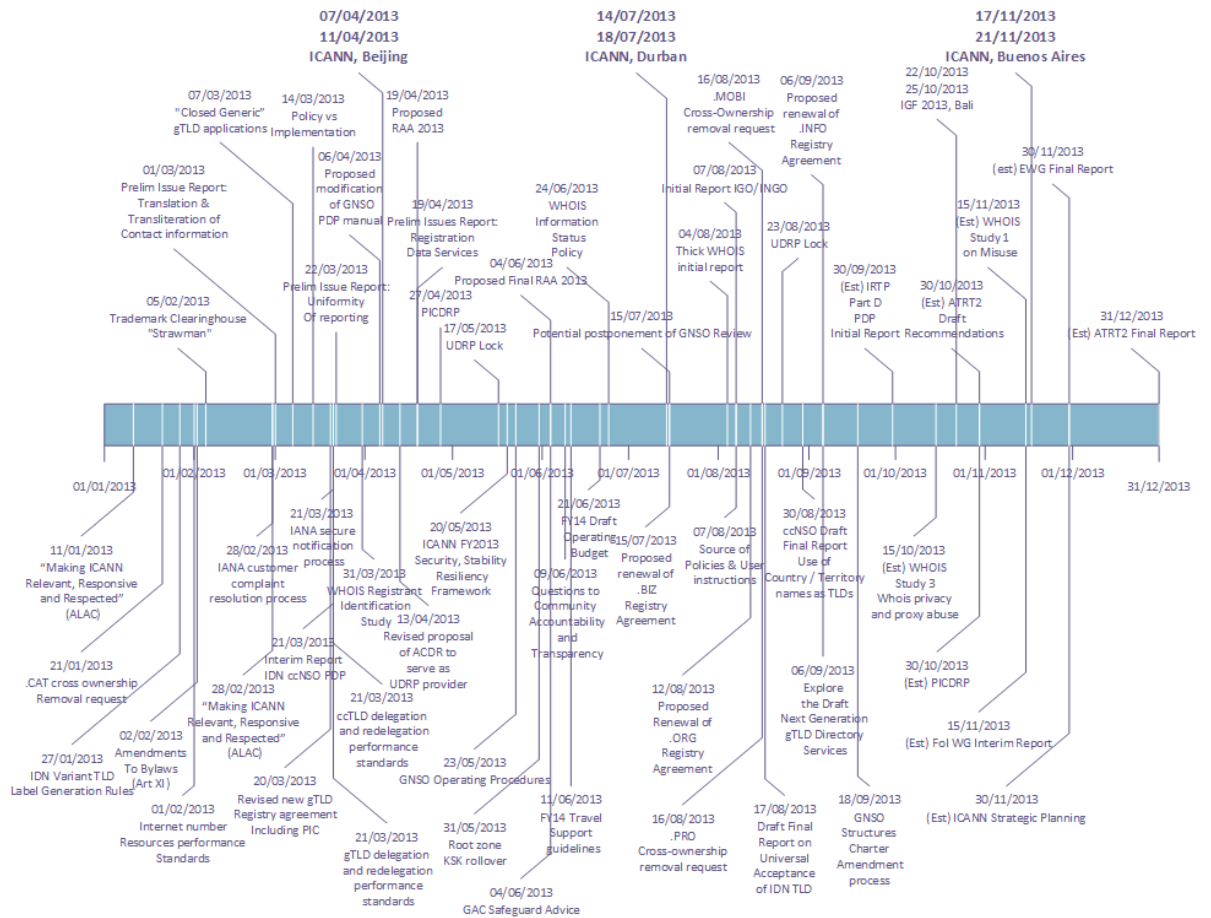 07/04/2013
11/04/2013
ICANN, Beijing
14/07/2013
18/07/2013
ICANN, Durban
17/11/2013
21/11/2013
ICANN, Buenos Aires
07/03/2013
"Closed Generic"
gTLD applications
14/03/2013
Policy vs
Implementation
19/04/2013
Proposed
RAA 2013
16/08/2013
.MOBI
Cross-Ownership
removal request
06/09/2013
Proposed
renewal of
.INFO
Registry
Agreement
22/10/2013
25/10/2013
IGF 2013, Bali
01/03/2013
Prelim Issue Report:
Translation &
Transliteration of
Contact information
06/04/2013
Proposed
modification
of GNSO
PDP manual
19/04/2013
Prelim Issues Report:
Registration
Data Services
24/06/2013
WHOIS
Information
Status
Policy
07/08/2013
Initial Report IGO/INGO
30/11/2013
(est) EWG Final Report
15/11/2013
(Est) WHOIS
Study 1
on Misuse
04/08/2013
Thick WHOIS
initial report
23/08/2013
UDRP Lock
22/03/2013
Prelim Issue Report:
Uniformity
Of reporting
04/06/2013
Proposed Final RAA 2013
27/04/2013
PICDRP
30/09/2013
(Est) IRTP
Part D
PDP
Initial Report
30/10/2013
(Est) ATRT2
Draft
Recommendations
05/02/2013
Trademark Clearinghouse
"Strawman"
17/05/2013
UDRP Lock
15/07/2013
Potential postponement of GNSO Review
31/12/2013
(Est) ATRT2 Final Report
01/01/2013
01/02/2013
01/03/2013
01/04/2013
01/05/2013
01/06/2013
01/07/2013
01/08/2013
01/09/2013
01/10/2013
01/11/2013
01/12/2013
31/12/2013
11/01/2013
“Making ICANN
Relevant, Responsive
and Respected”
(ALAC)
28/02/2013
IANA customer
complaint
resolution process
21/03/2013
IANA secure
notification
process
31/03/2013
WHOIS Registrant
Identification
Study
20/05/2013
ICANN FY2013
Security, Stability
Resiliency
Framework
21/06/2013
FY14 Draft
Operating
Budget
09/06/2013
Questions to
Community
Accountability
and
Transparency
15/07/2013
Proposed
renewal of
.BIZ
Registry
Agreement
07/08/2013
Source of
Policies & User
instructions
30/08/2013
ccNSO Draft
Final Report
Use of
Country / Territory
names as TLDs
15/10/2013
(Est) WHOIS
Study 3
Whois privacy
and proxy abuse
21/01/2013
.CAT cross ownership
Removal request
28/02/2013
“Making ICANN
Relevant, Responsive
and Respected”
(ALAC)
21/03/2013
Interim Report
IDN ccNSO PDP
13/04/2013
Revised proposal
of ACDR to
serve as
UDRP provider
21/03/2013
ccTLD delegation
and redelegation
performance
standards
12/08/2013
Proposed
Renewal of
.ORG
Registry
Agreement
06/09/2013
Explore
the Draft
Next Generation
gTLD Directory
Services
30/10/2013
(Est) PICDRP
27/01/2013
IDN Variant TLD
Label Generation Rules
02/02/2013
Amendments
To Bylaws
(Art XI)
20/03/2013
Revised new gTLD
Registry agreement
Including PIC
23/05/2013
GNSO Operating Procedures
15/11/2013
(Est) FoI WG Interim Report
01/02/2013
Internet number
Resources performance
Standards
21/03/2013
gTLD delegation
and redelegation
performance
standards
31/05/2013
Root zone
KSK rollover
11/06/2013
FY14 Travel
Support
guidelines
16/08/2013
.PRO
Cross-ownership
removal request
17/08/2013
Draft Final
Report on
Universal
Acceptance
of IDN TLD
18/09/2013
GNSO
Structures
Charter
Amendment
process
30/11/2013
(Est) ICANN Strategic Planning
04/06/2013
GAC Safeguard Advice